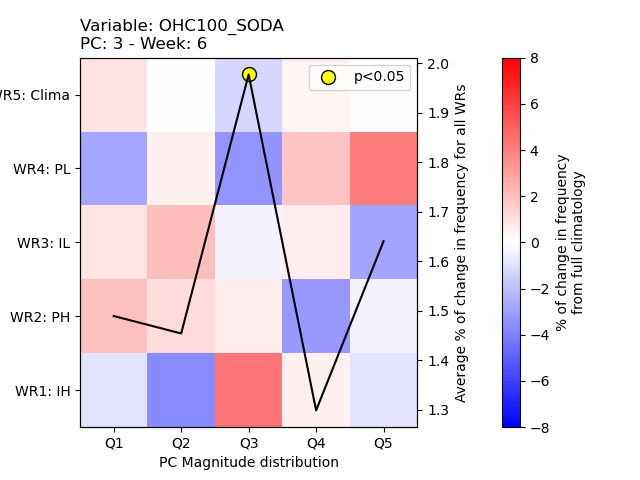 Variable: OHC100_SODA
PC: 3 - Week: 6
p<0.05
WR5: Clima
WR4: PL
WR3: IL
WR2: PH
WR1: IH
Q1 Q2 Q3 Q4 Q5
PC Magnitude distribution
2.0
1.9
1.8
1.7
1.6
1.5
1.4
1.3
Average % of change in frequency for all WRs
8
6
4
2
0
−2
−4
−6
−8
% of change in frequency
from full climatology